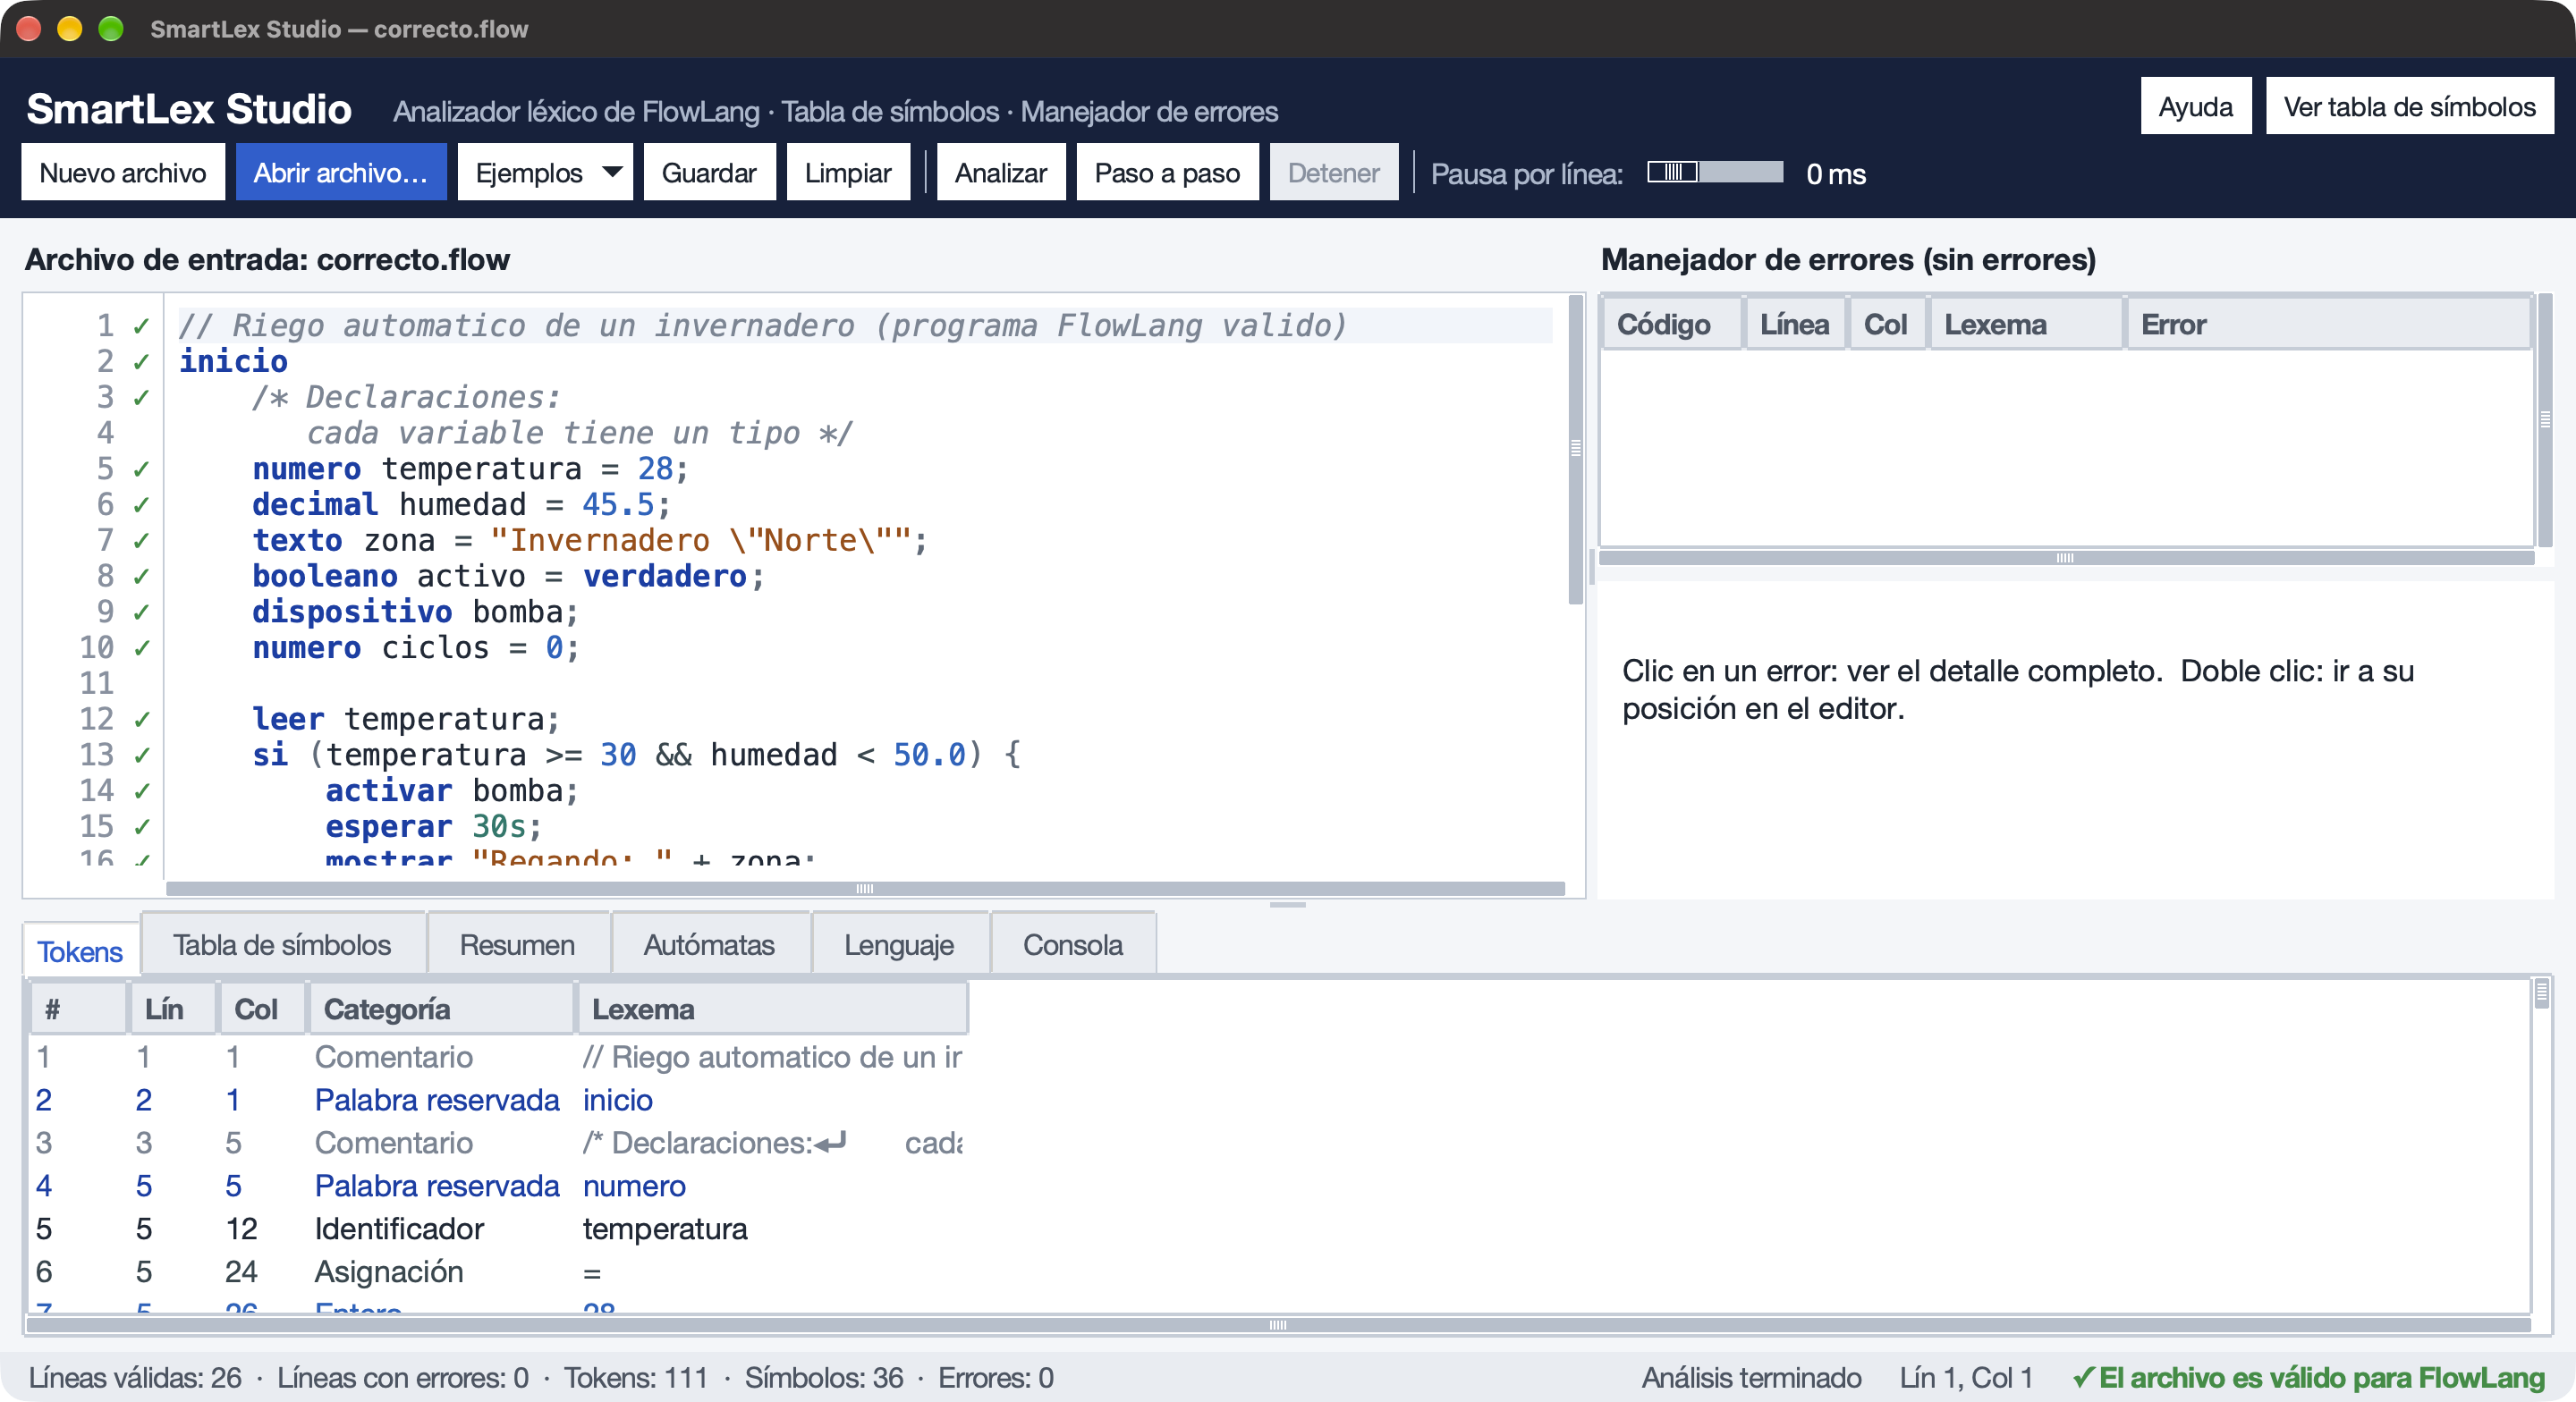 SmartLex Studio — correcto.flow
SmartLex Studio
Analizador léxico de FlowLang · Tabla de símbolos · Manejador de errores
Ayuda
Ver tabla de símbolos
Nuevo archivo
Abrir archivo...
Ejemplos
Guardar
Limpiar
Analizar
Paso a paso
Detener
Pausa por línea:
0 ms
Archivo de entrada: correcto.flow
1 ✓ // Riego automatico de un invernadero (programa FlowLang valido)
2 ✓ inicio
3 ✓ /* Declaraciones:
4 cada variable tiene un tipo */
5 ✓ numero temperatura = 28;
6 ✓ decimal humedad = 45.5;
7 ✓ texto zona = "Invernadero \"Norte\"";
8 ✓ booleano activo = verdadero;
9 ✓ dispositivo bomba;
10 ✓ numero ciclos = 0;
11
12 ✓ leer temperatura;
13 ✓ si (temperatura >= 30 && humedad < 50.0) {
14 ✓ activar bomba;
15 ✓ esperar 30s;
16 ✓ mostrar "Regando: " + zona;
Manejador de errores (sin errores)
Código Línea Col Lexema Error
Clic en un error: ver el detalle completo. Doble clic: ir a su
posición en el editor.
Tokens
Tabla de símbolos
Resumen
Autómatas
Lenguaje
Consola
# Lín Col Categoría Lexema
1 1 1 Comentario // Riego automatico de un ir
2 2 1 Palabra reservada inicio
3 3 5 Comentario /* Declaraciones:↵ cada
4 5 5 Palabra reservada numero
5 5 12 Identificador temperatura
6 5 24 Asignación =
7 5 26 Entero 28
Líneas válidas: 26 · Líneas con errores: 0 · Tokens: 111 · Símbolos: 36 · Errores: 0
Análisis terminado
Lín 1, Col 1
✓ El archivo es válido para FlowLang